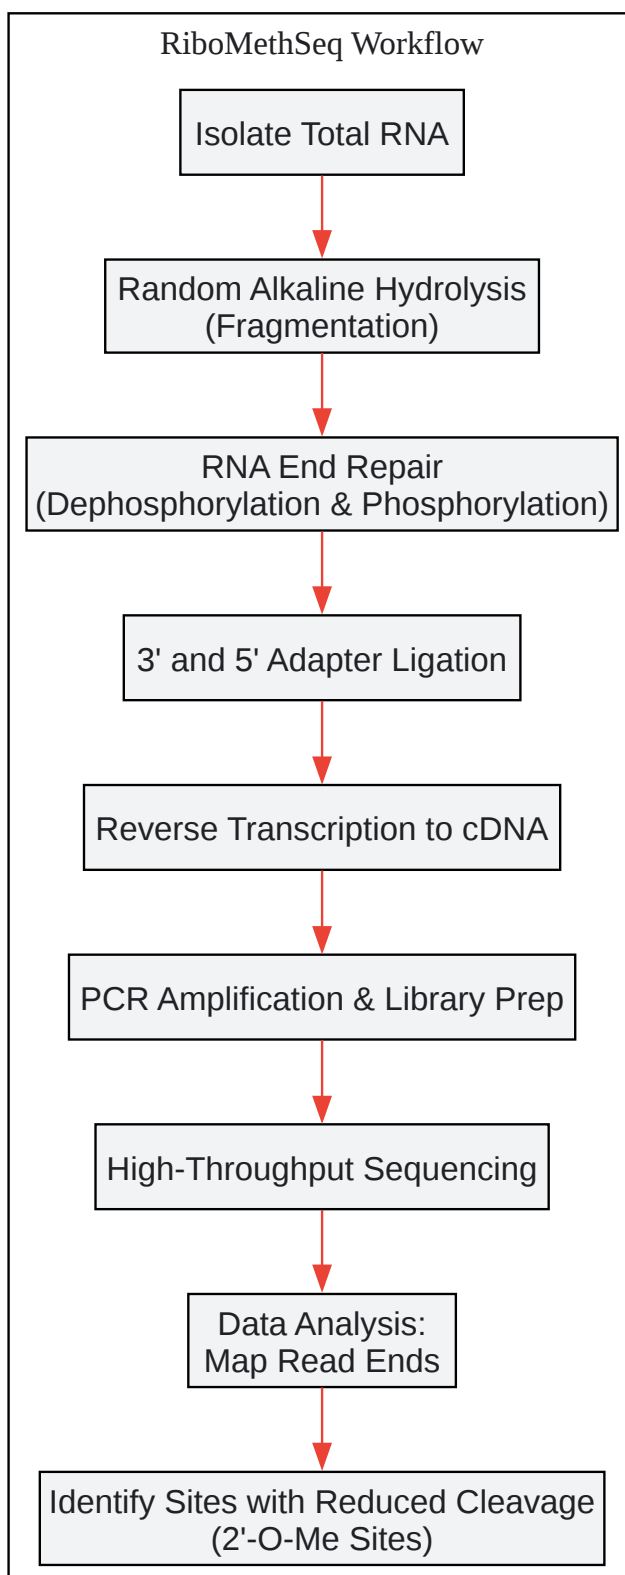 RiboMethSeq Workflow
Isolate Total RNA
Random Alkaline Hydrolysis
(Fragmentation)
RNA End Repair
(Dephosphorylation & Phosphorylation)
3' and 5' Adapter Ligation
Reverse Transcription to cDNA
PCR Amplification & Library Prep
High-Throughput Sequencing
Data Analysis:
Map Read Ends
Identify Sites with Reduced Cleavage
(2'-O-Me Sites)